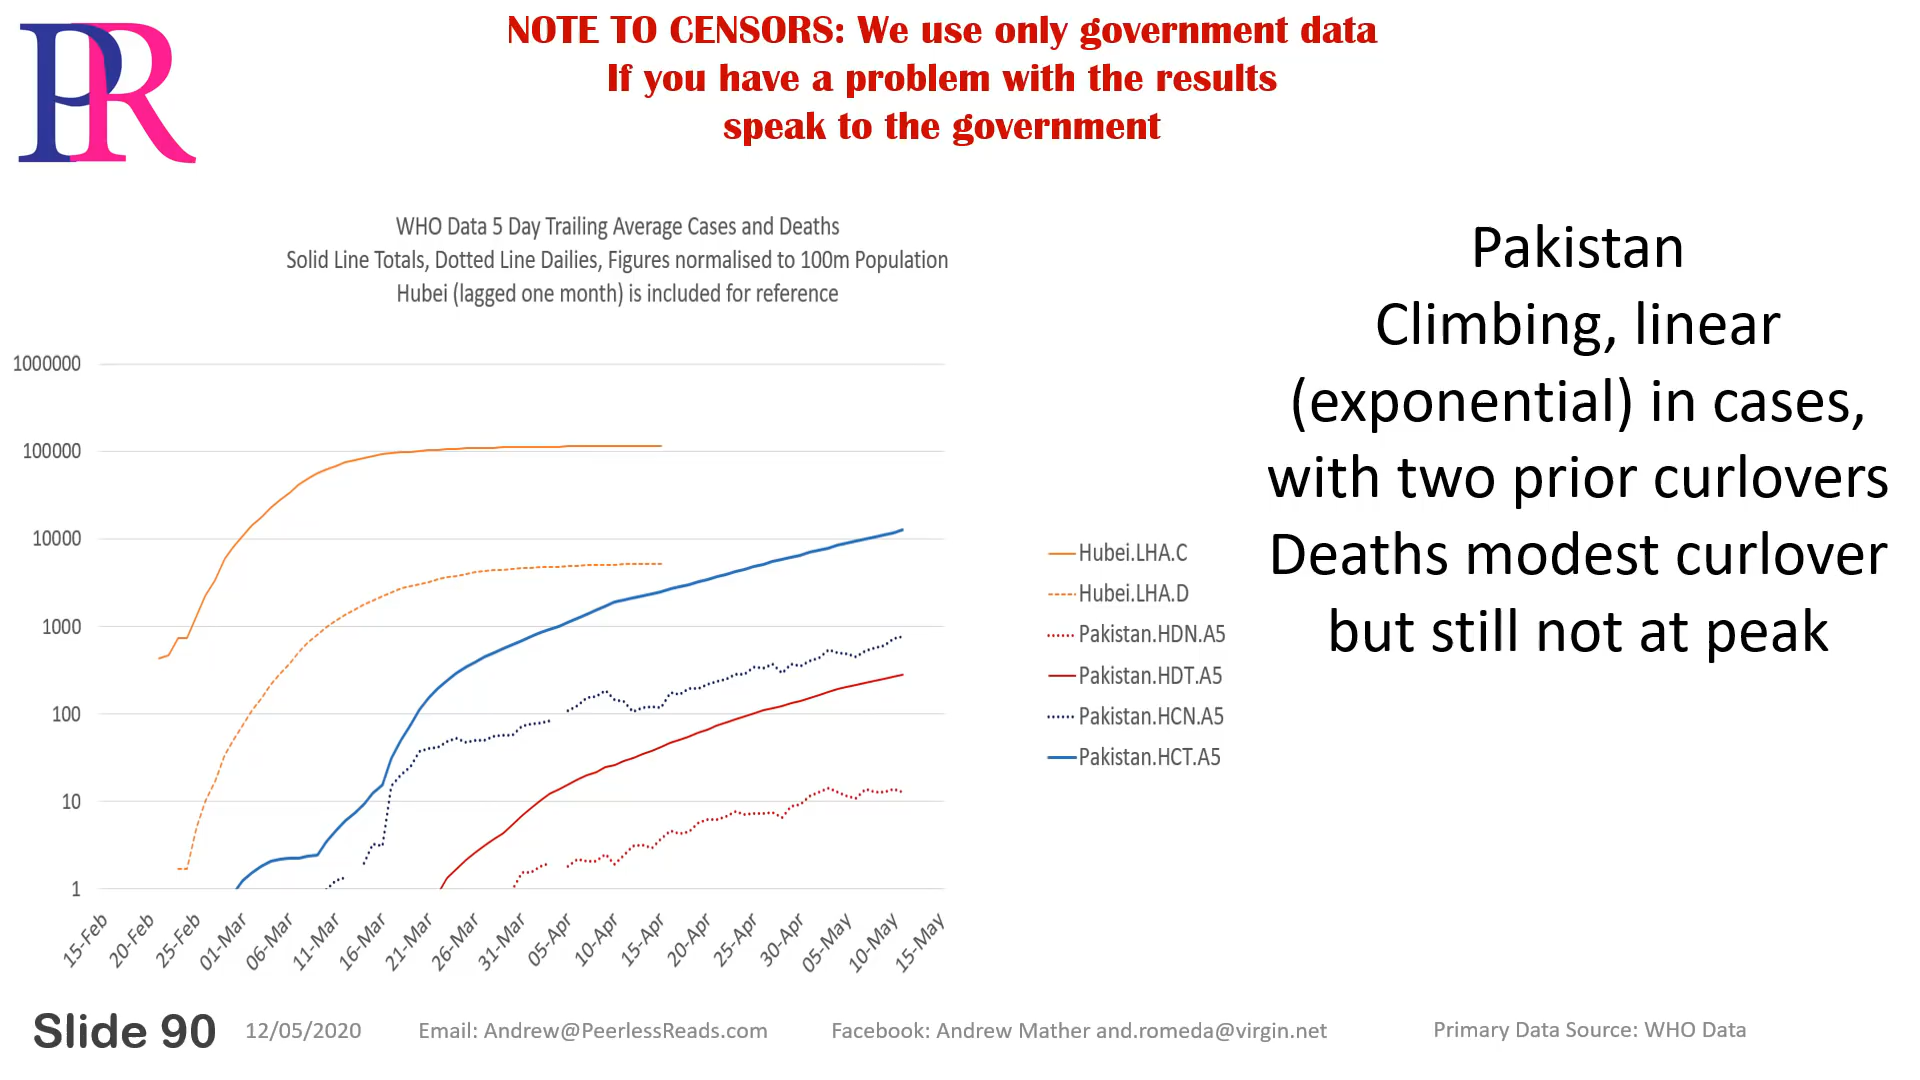 PR
NOTE TO CENSORS: We use only government data
If you have a problem with the results
speak to the government
WHO Data 5 Day Trailing Average Cases and Deaths
Solid Line Totals, Dotted Line Dailies, Figures normalised to 100m Population
Hubei (lagged one month) is included for reference
1000000
100000
10000
1000
100
10
1
15-Feb
20-Feb
25-Feb
01-Mar
06-Mar
11-Mar
16-Mar
21-Mar
26-Mar
31-Mar
05-Apr
10-Apr
15-Apr
20-Apr
25-Apr
30-Apr
05-May
10-May
15-May
Hubei.LHA.C
Hubei.LHA.D
Pakistan.HDN.A5
Pakistan.HDT.A5
Pakistan.HCN.A5
Pakistan.HCT.A5
Pakistan
Climbing, linear
(exponential) in cases,
with two prior curlovers
Deaths modest curlover
but still not at peak
Slide 90 12/05/2020 Email: Andrew@PeerlessReads.com Facebook: Andrew Mather and.romeda@virgin.net Primary Data Source: WHO Data